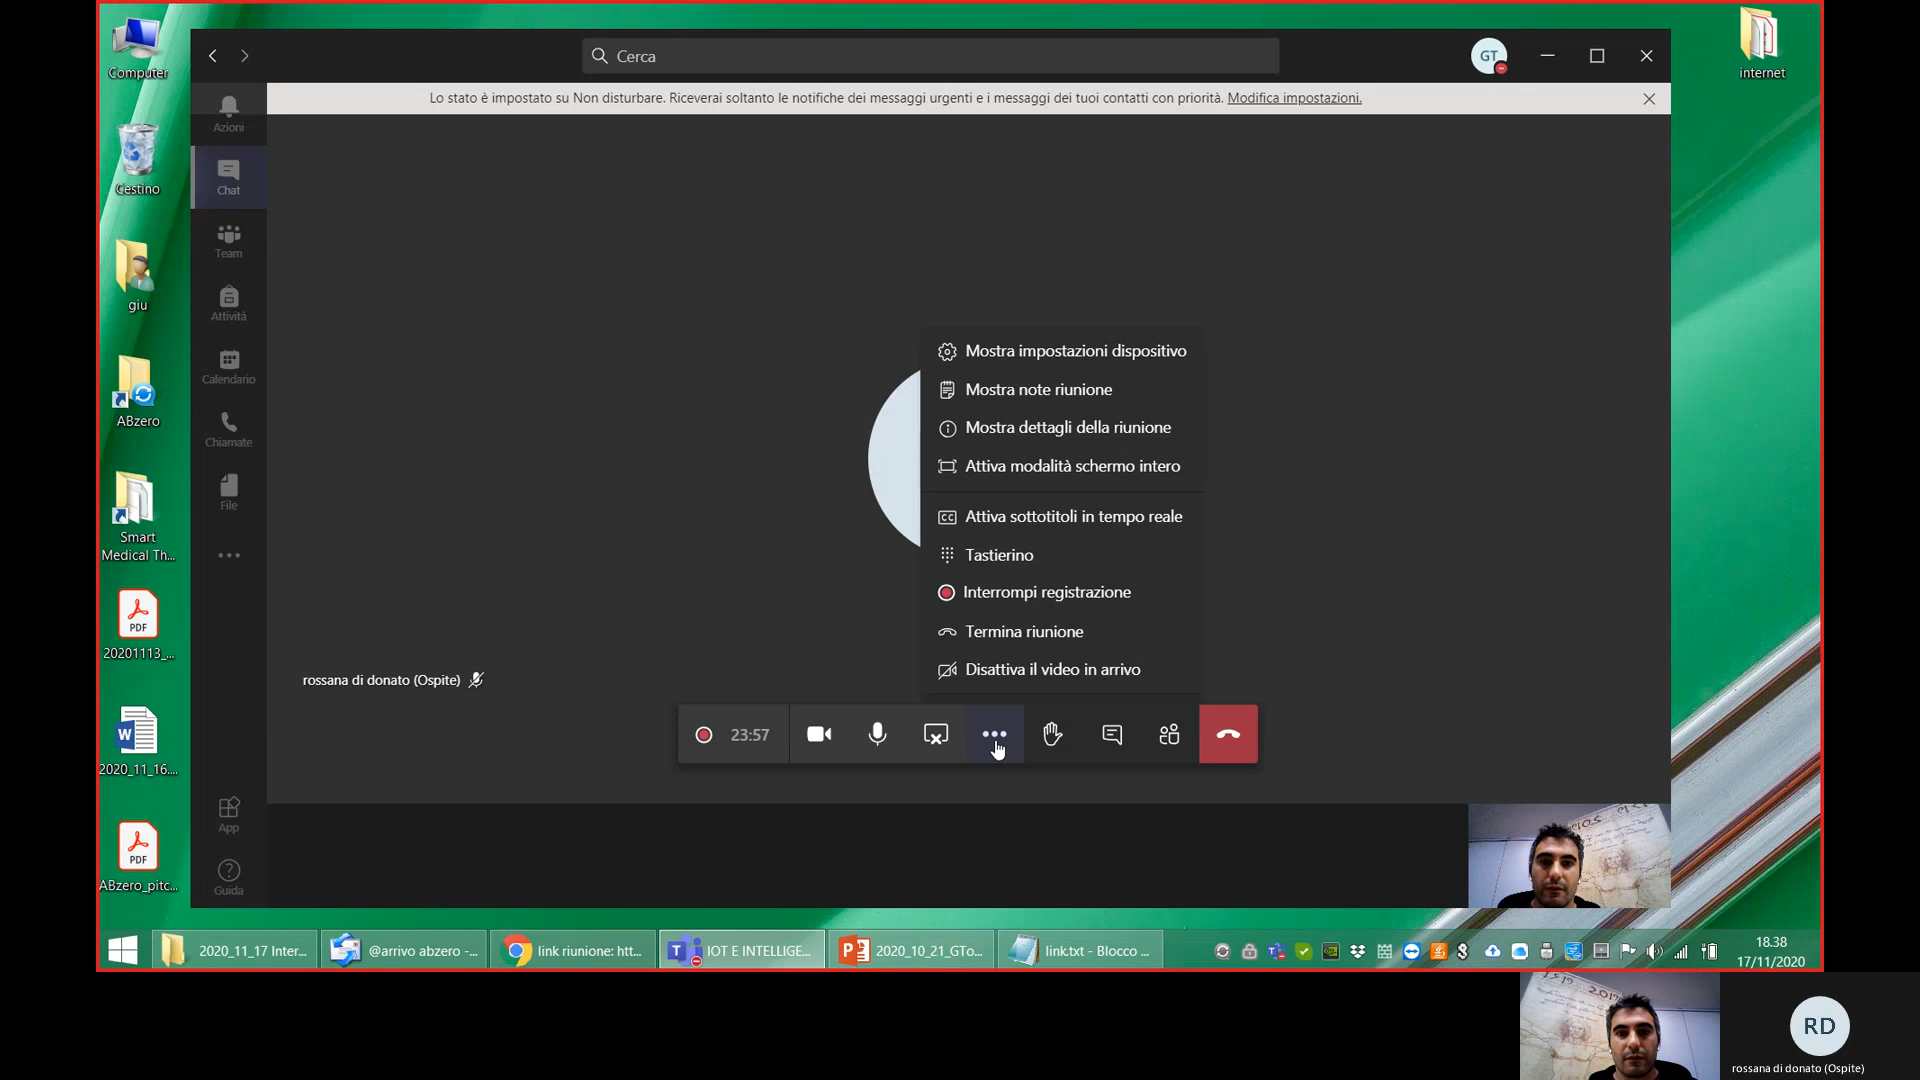 Computer
Cestino
giu
ABzero
Smart
Medical Th...
PDF
20201113_...
2020_11_16....
PDF
ABzero_pitc...
internet
Cerca
GT
Lo stato è impostato su Non disturbare. Riceverai soltanto le notifiche dei messaggi urgenti e i messaggi dei tuoi contatti con priorità. Modifica impostazioni.
Azioni
Chat
Team
Attività
Calendario
Chiamate
File
App
Guida
Mostra impostazioni dispositivo
Mostra note riunione
Mostra dettagli della riunione
Attiva modalità schermo intero
Attiva sottotitoli in tempo reale
Tastierino
Interrompi registrazione
Termina riunione
Disattiva il video in arrivo
rossana di donato (Ospite)
23:57
2020_11_17 Inter...
@arrivo abzero -...
link riunione: htt...
IOT E INTELLIGE...
2020_10_21_GTo...
link.txt - Blocco ...
18.38
17/11/2020
RD
rossana di donato (Ospite)